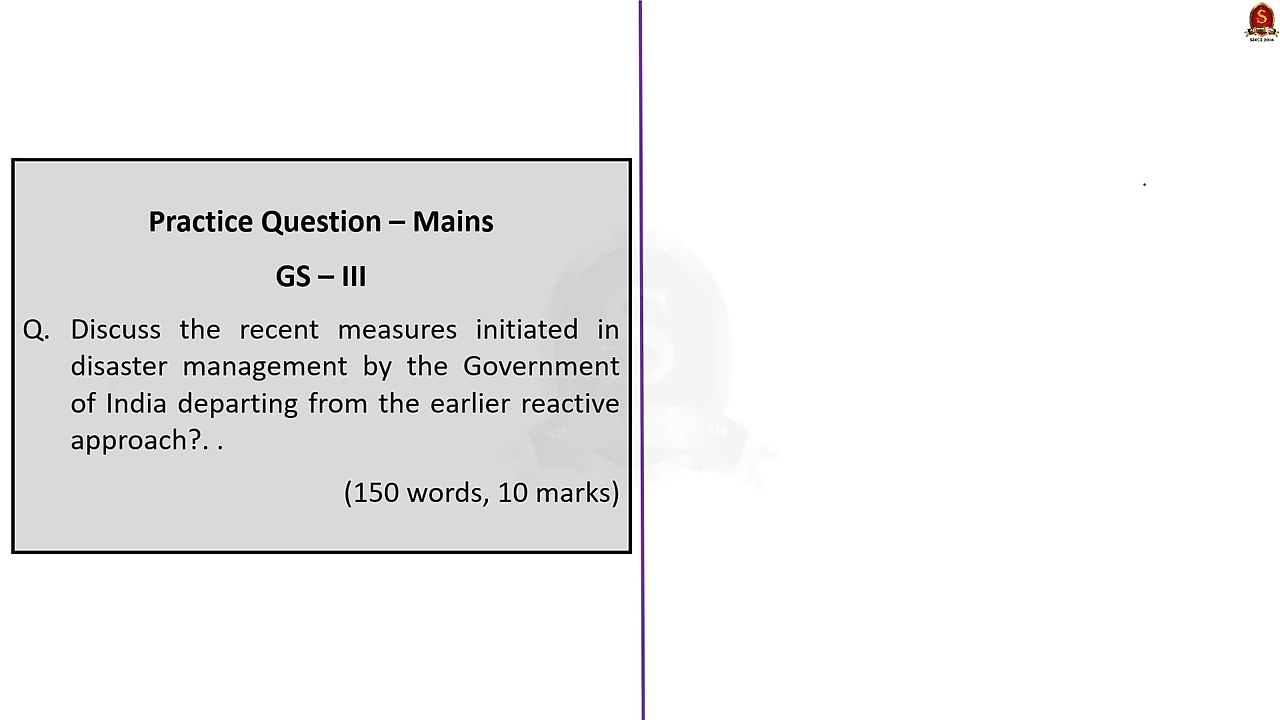 Practice Question – Mains
GS – III
Q. Discuss the recent measures initiated in
disaster management by the Government
of India departing from the earlier reactive
approach?. .
(150 words, 10 marks)
S